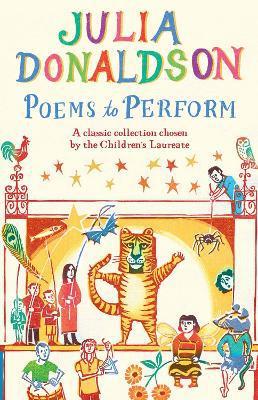 JULIA
DONALDSON
POEMS to PERFORM
A classic collection chosen
by the Children's Laureate